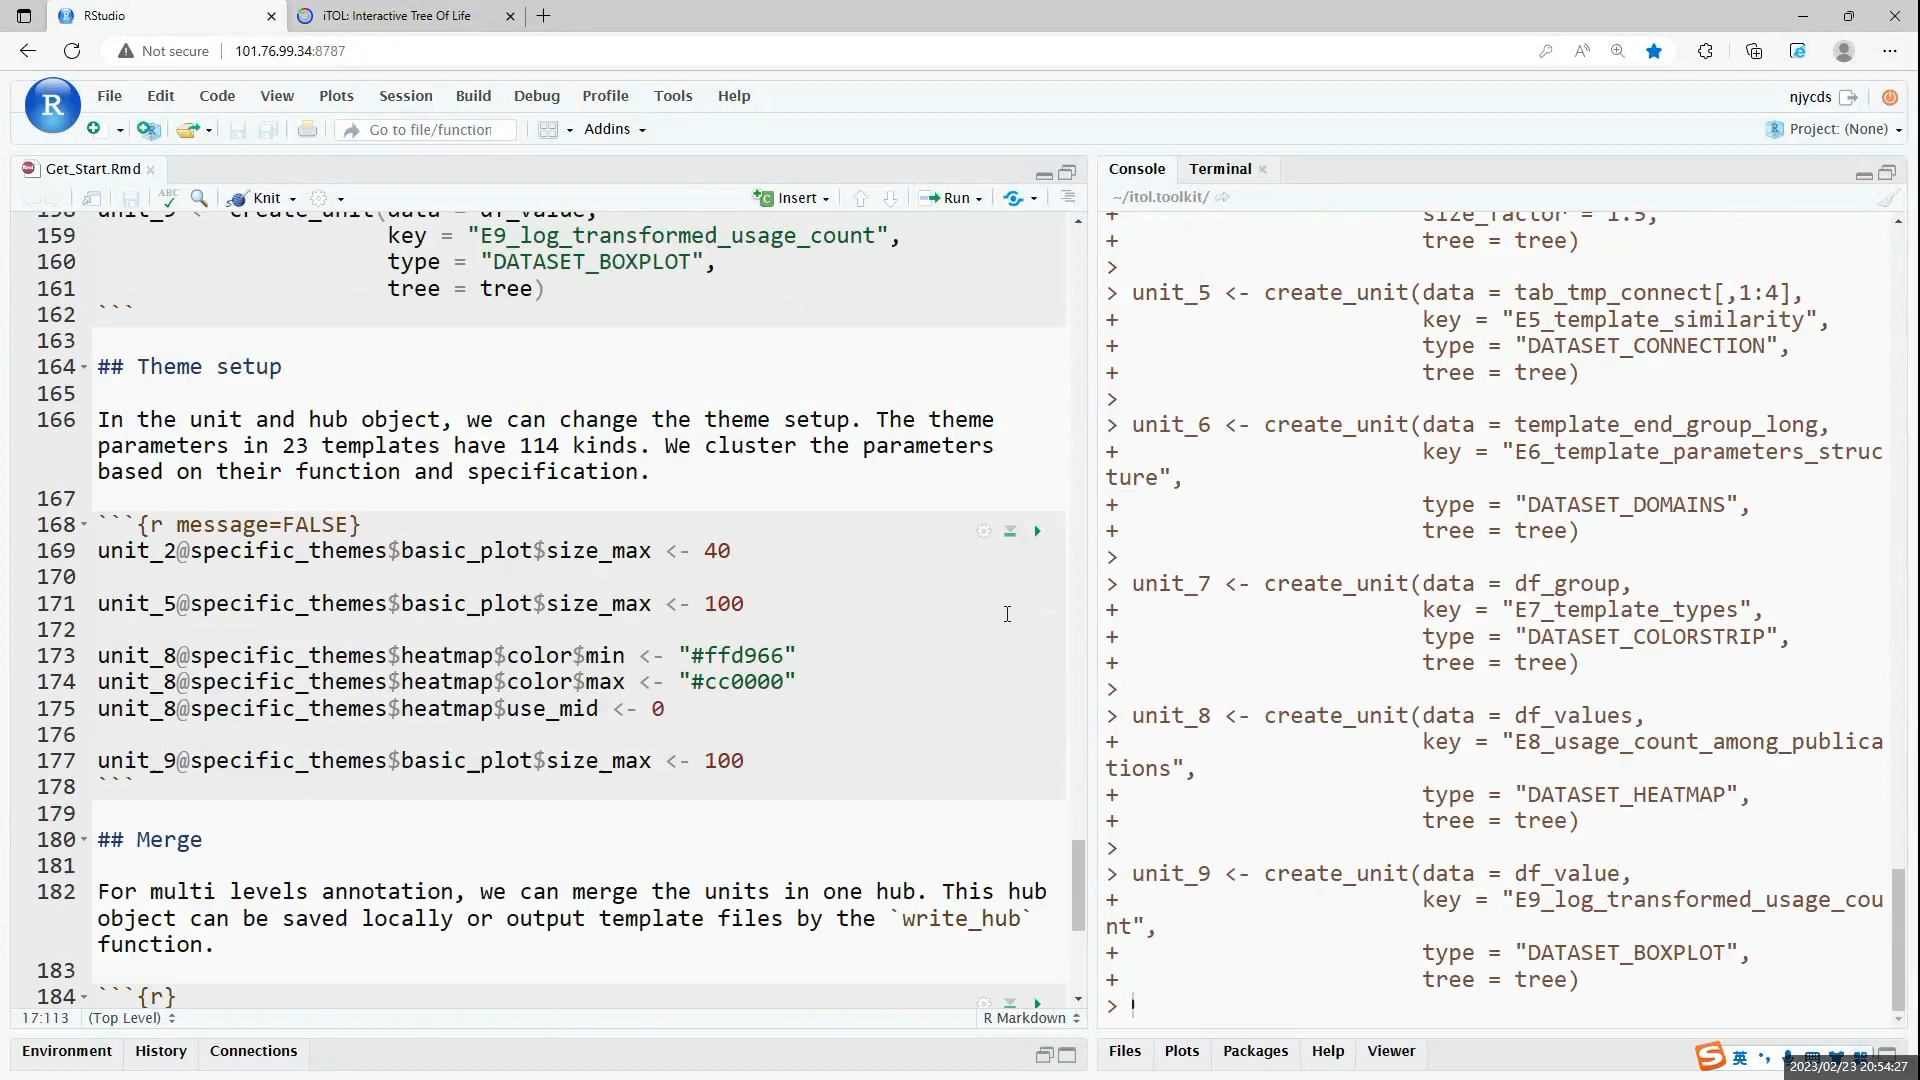 RStudio
iTOL: Interactive Tree Of Life
Not secure
101.76.99.34:8787
R
File Edit Code View Plots Session Build Debug Profile Tools Help
njycds
Go to file/function
Addins
Project: (None)
Get_Start.Rmd
ABC
Knit
Insert
Run
158 unit_9 <- create_unit(data = df_value,
159 key = "E9_log_transformed_usage_count",
160 type = "DATASET_BOXPLOT",
161 tree = tree)
162 ```
163
164 ## Theme setup
165
166 In the unit and hub object, we can change the theme setup. The theme
parameters in 23 templates have 114 kinds. We cluster the parameters
based on their function and specification.
167
168 ```{r message=FALSE}
169 unit_2@specific_themes$basic_plot$size_max <- 40
170
171 unit_5@specific_themes$basic_plot$size_max <- 100
172
173 unit_8@specific_themes$heatmap$color$min <- "#ffd966"
174 unit_8@specific_themes$heatmap$color$max <- "#cc0000"
175 unit_8@specific_themes$heatmap$use_mid <- 0
176
177 unit_9@specific_themes$basic_plot$size_max <- 100
178 ```
179
180 ## Merge
181
182 For multi levels annotation, we can merge the units in one hub. This hub
object can be saved locally or output template files by the `write_hub`
function.
183
184 ```{r}
17:113 (Top Level)
R Markdown
Environment History Connections
Console Terminal
~/itol.toolkit/
+ size_factor = 1.5,
+ tree = tree)
>
> unit_5 <- create_unit(data = tab_tmp_connect[,1:4],
+ key = "E5_template_similarity",
+ type = "DATASET_CONNECTION",
+ tree = tree)
>
> unit_6 <- create_unit(data = template_end_group_long,
+ key = "E6_template_parameters_struc
ture",
+ type = "DATASET_DOMAINS",
+ tree = tree)
>
> unit_7 <- create_unit(data = df_group,
+ key = "E7_template_types",
+ type = "DATASET_COLORSTRIP",
+ tree = tree)
>
> unit_8 <- create_unit(data = df_values,
+ key = "E8_usage_count_among_publica
tions",
+ type = "DATASET_HEATMAP",
+ tree = tree)
>
> unit_9 <- create_unit(data = df_value,
+ key = "E9_log_transformed_usage_cou
nt",
+ type = "DATASET_BOXPLOT",
+ tree = tree)
>
Files Plots Packages Help Viewer
英
2023/02/23 20:54:27